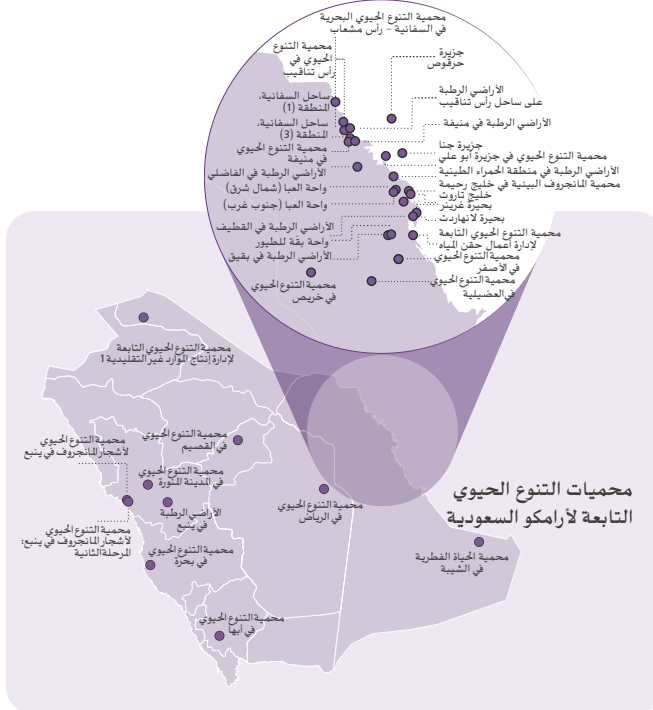 محمية التنوع الحيوي البحرية
في السفانية – رأس مشعاب
محمية التنوع
الحيوي في
رأس تناقيب
جزيرة
حرقوص
ساحل السفانية،
المنطقة (1)
الأراضي الرطبة
على ساحل رأس تناقيب
ساحل السفانية،
المنطقة (3)
الأراضي الرطبة في منيفة
محمية التنوع الحيوي
في منيفة
جزيرة جنا
محمية التنوع الحيوي في جزيرة أبو علي
الأراضي الرطبة في الفاضلي
الأراضي الرطبة في منطقة الحمراء الطينية
واحة العبا (شمال شرق)
محمية المانجروف البيئية في خليج رحيمة
خليج تاروت
واحة العبا (جنوب غرب)
بحيرة غرينر
بحيرة لانهاردت
الأراضي الرطبة في القطيف
محمية التنوع الحيوي التابعة
لإدارة أعمال حقن المياه
واحة بقة للطيور
الأراضي الرطبة في بقيق
محمية التنوع الحيوي
في الأصفر
محمية التنوع الحيوي
في خريص
محمية التنوع الحيوي
في العضيلية
محمية التنوع الحيوي التابعة
لإدارة إنتاج الموارد غير التقليدية 1
محمية التنوع الحيوي
لأشجار المانجروف في ينبع
محمية التنوع الحيوي
في القصيم
محمية التنوع الحيوي
في المدينة المنورة
محميات التنوع الحيوي
التابعة لأرامكو السعودية
محمية التنوع الحيوي
في الرياض
الأراضي الرطبة
في ينبع
محمية التنوع الحيوي
لأشجار المانجروف في ينبع:
المرحلة الثانية
محمية التنوع الحيوي
في بحرة
محمية الحياة الفطرية
في الشيبة
محمية التنوع الحيوي
في أبها